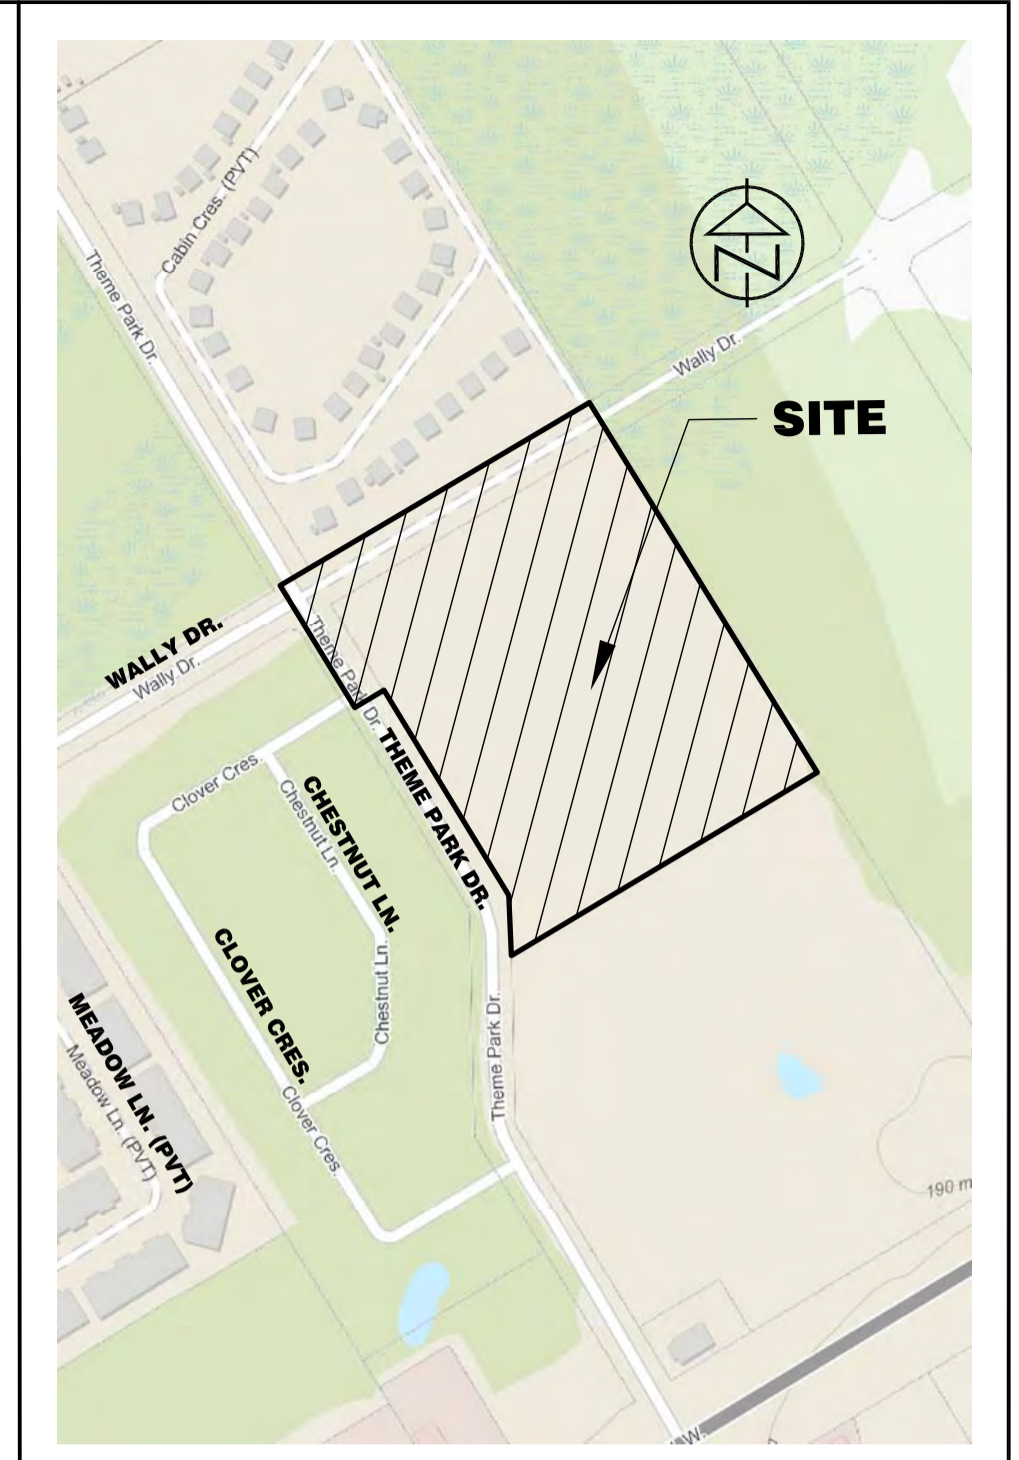 Cabin Cres. (PVT)
Theme Park Dr.
N
Wally Dr.
SITE
WALLY DR.
Wally Dr.
Theme Park Dr.
THEME PARK DR.
Clover Cres.
CHESTNUT LN.
Chestnut Ln.
CLOVER CRES.
Chestnut Ln.
MEADOW LN. (PVT)
Meadow Ln. (PVT)
Theme Park Dr.
Clover Cres.
190 m
W.